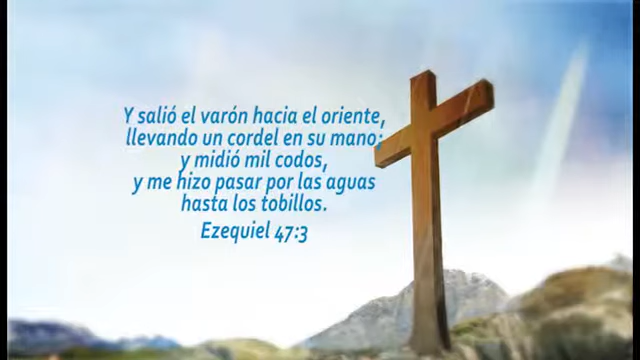 Y salió el varón hacia el oriente,
llevando un cordel en su mano;
y midió mil codos,
y me hizo pasar por las aguas
hasta los tobillos.
Ezequiel 47:3